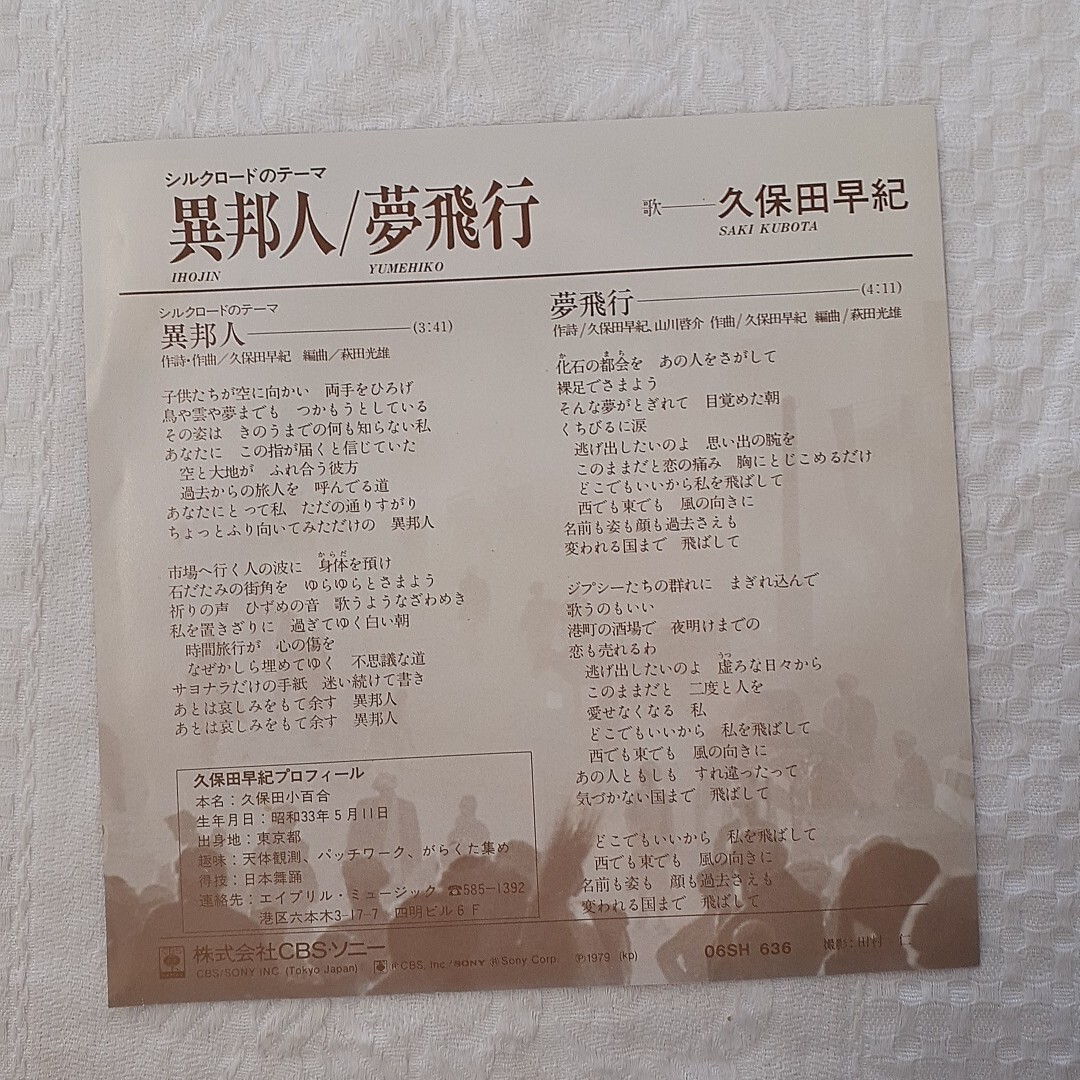 シルクロードのテーマ
異邦人/夢飛行
IHOJIN YUMEHIKO
歌——久保田早紀
SAKI KUBOTA
シルクロードのテーマ
異邦人——(3:41)
作詩・作曲/久保田早紀 編曲/萩田光雄
子供たちが空に向かい 両手をひろげ
鳥や雲や夢までも つかもうとしている
その姿は きのうまでの何も知らない私
あなたに この指が届くと信じていた
空と大地が ふれ合う彼方
過去からの旅人を 呼んでる道
あなたにとって私 ただの通りすがり
ちょっとふり向いてみただけの 異邦人
からだ
市場へ行く人の波に 身体を預け
石だたみの街角を ゆらゆらとさまよう
祈りの声 ひずめの音 歌うようなざわめき
私を置きざりに 過ぎてゆく白い朝
時間旅行が 心の傷を
なぜかしら埋めてゆく 不思議な道
サヨナラだけの手紙 迷い続けて書き
あとは哀しみをもて余す 異邦人
あとは哀しみをもて余す 異邦人
久保田早紀プロフィール
本名:久保田小百合
生年月日:昭和33年5月11日
出身地:東京都
趣味:天体観測、パッチワーク、がらくた集め
得技:日本舞踊
連絡先:エイプリル・ミュージック ☎585-1392
港区六本木3-17-7 四明ビル6F
夢飛行——(4:11)
作詩/久保田早紀、山川啓介 作曲/久保田早紀 編曲/萩田光雄
か まち
化石の都会を あの人をさがして
裸足でさまよう
そんな夢がとぎれて 目覚めた朝
くちびるに涙
逃げ出したいのよ 思い出の腕を
このままだと恋の痛み 胸にとじこめるだけ
どこでもいいから私を飛ばして
西でも東でも 風の向きに
名前も姿も顔も過去さえも
変われる国まで 飛ばして
ジプシーたちの群れに まぎれ込んで
歌うのもいい
港町の酒場で 夜明けまでの
恋も売れるわ
うつ
逃げ出したいのよ 虚ろな日々から
このままだと 二度と人を
愛せなくなる 私
どこでもいいから 私を飛ばして
西でも東でも 風の向きに
あの人ともしも すれ違ったって
気づかない国まで 飛ばして
どこでもいいから 私を飛ばして
西でも東でも 風の向きに
名前も姿も 顔も過去さえも
変われる国まで 飛ばして
株式会社CBS・ソニー
CBS/SONY INC (Tokyo Japan) ® CBS, Inc./SONY ® Sony Corp. ℗1979 (kp)
06SH 636
撮影:田村 仁